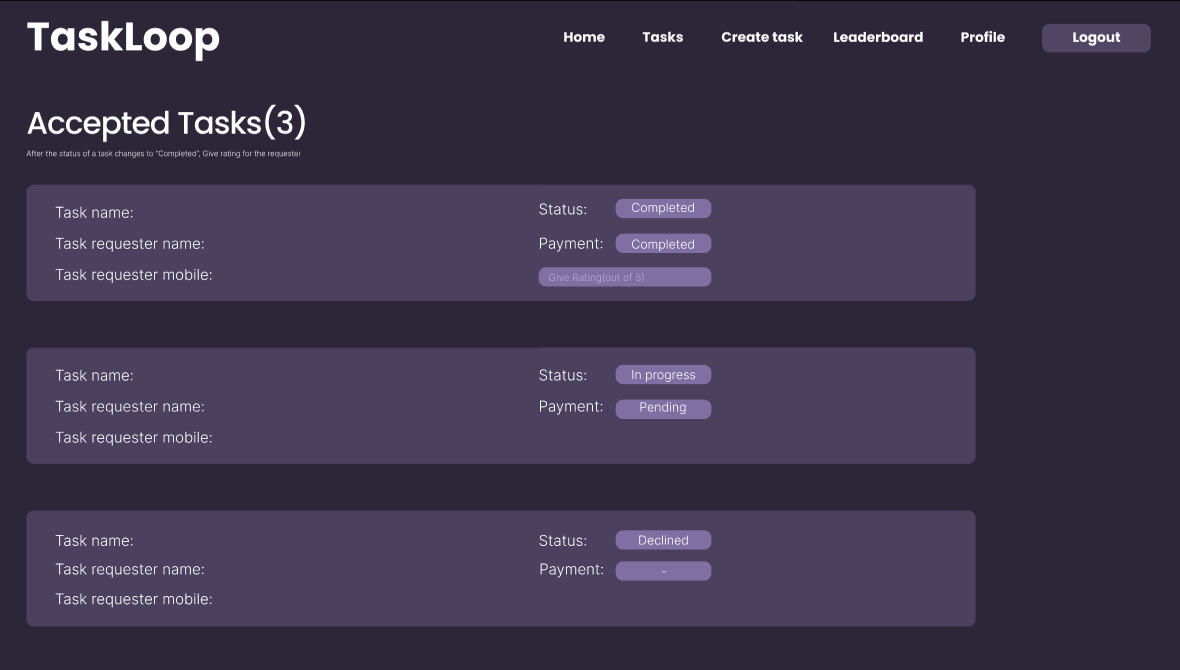 TaskLoop
Home Tasks Create task Leaderboard Profile Logout
Accepted Tasks(3)
After the status of a task changes to "Completed", Give rating for the requester
Task name:
Task requester name:
Task requester mobile:
Status: Completed
Payment: Completed
Give Rating(out of 5)
Task name:
Task requester name:
Task requester mobile:
Status: In progress
Payment: Pending
Task name:
Task requester name:
Task requester mobile:
Status: Declined
Payment: -